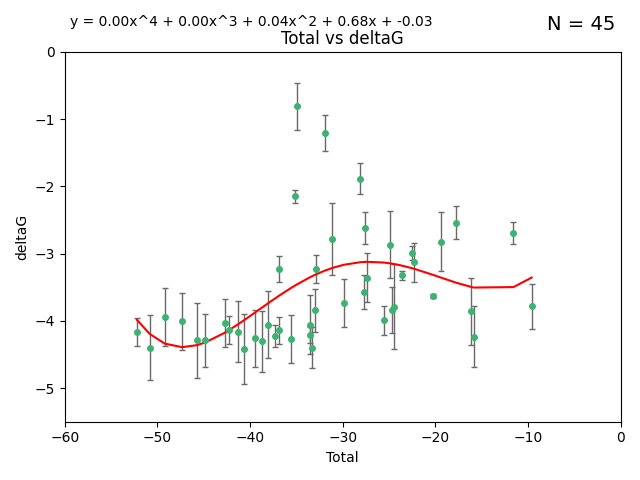 y = 0.00x^4 + 0.00x^3 + 0.04x^2 + 0.68x + -0.03
N = 45
Total vs deltaG
0
−1
−2
−3
−4
−5
deltaG
−60 −50 −40 −30 −20 −10 0
Total